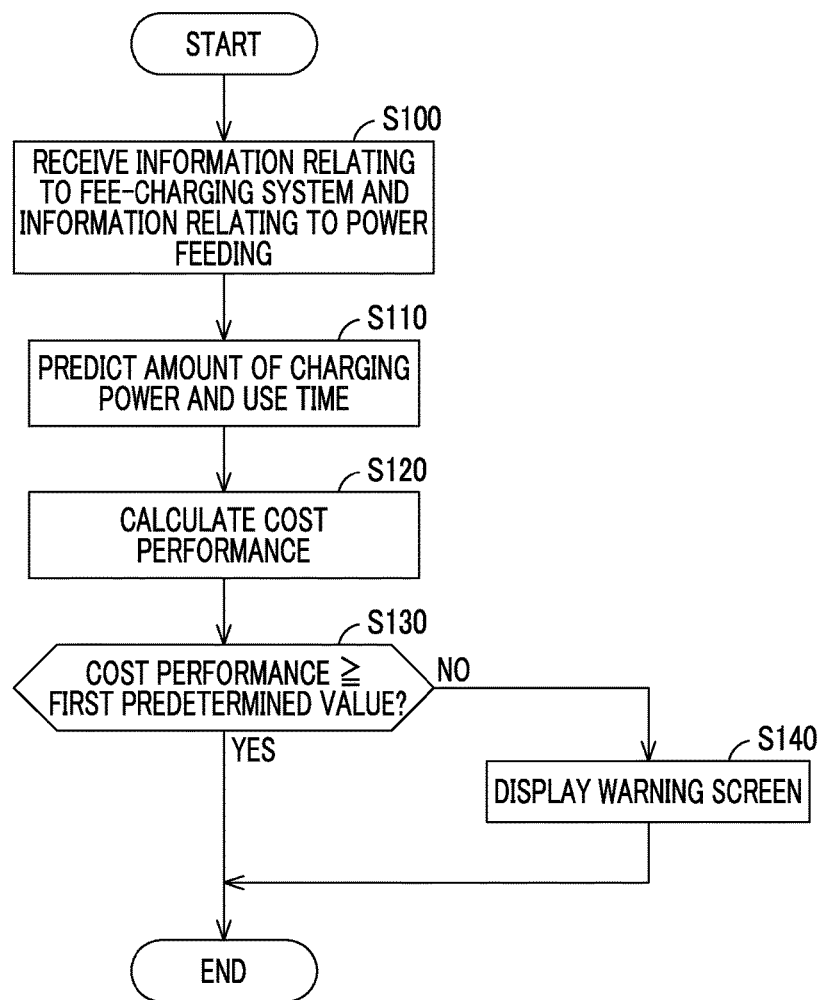 START
S100
RECEIVE INFORMATION RELATING
TO FEE-CHARGING SYSTEM AND
INFORMATION RELATING TO POWER
FEEDING
S110
PREDICT AMOUNT OF CHARGING
POWER AND USE TIME
S120
CALCULATE COST
PERFORMANCE
S130
COST PERFORMANCE ≧
FIRST PREDETERMINED VALUE?
NO
YES
S140
DISPLAY WARNING SCREEN
END